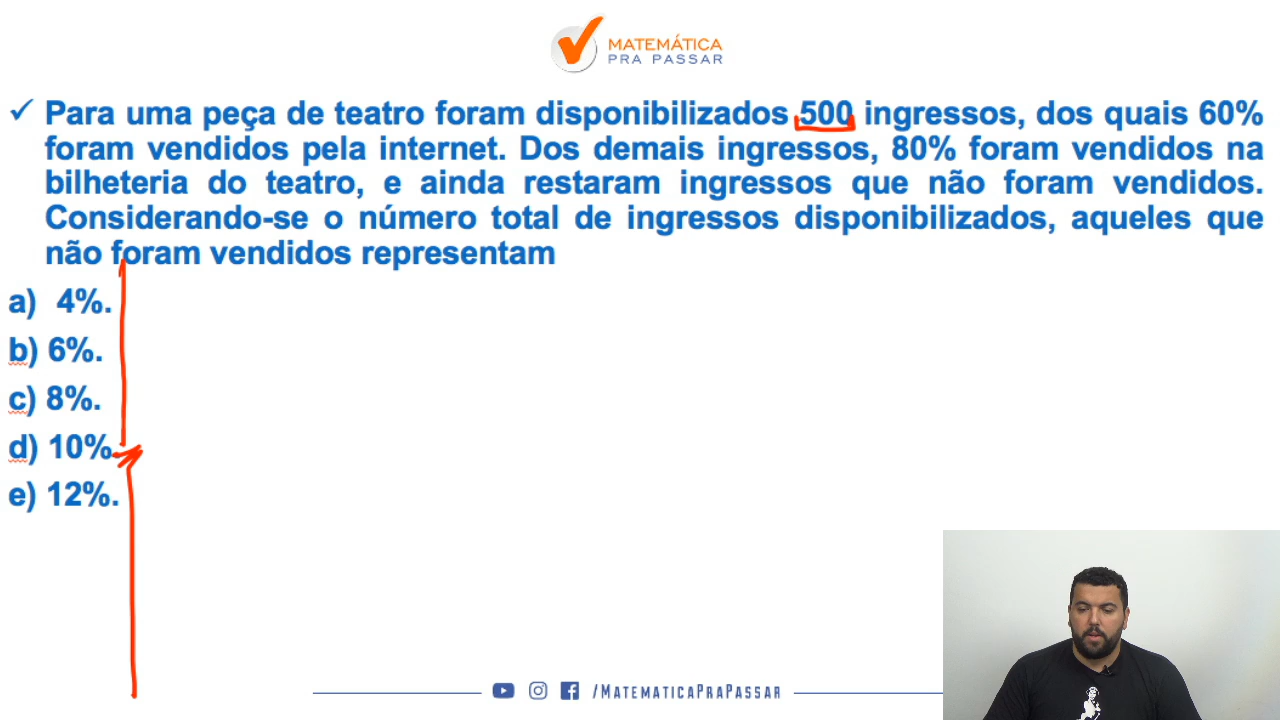 MATEMÁTICA
PRA PASSAR
✓ Para uma peça de teatro foram disponibilizados 500 ingressos, dos quais 60%
foram vendidos pela internet. Dos demais ingressos, 80% foram vendidos na
bilheteria do teatro, e ainda restaram ingressos que não foram vendidos.
Considerando-se o número total de ingressos disponibilizados, aqueles que
não foram vendidos representam
a) 4%.
b) 6%.
c) 8%.
d) 10%.
e) 12%.
/MATEMATICAPRAPASSAR